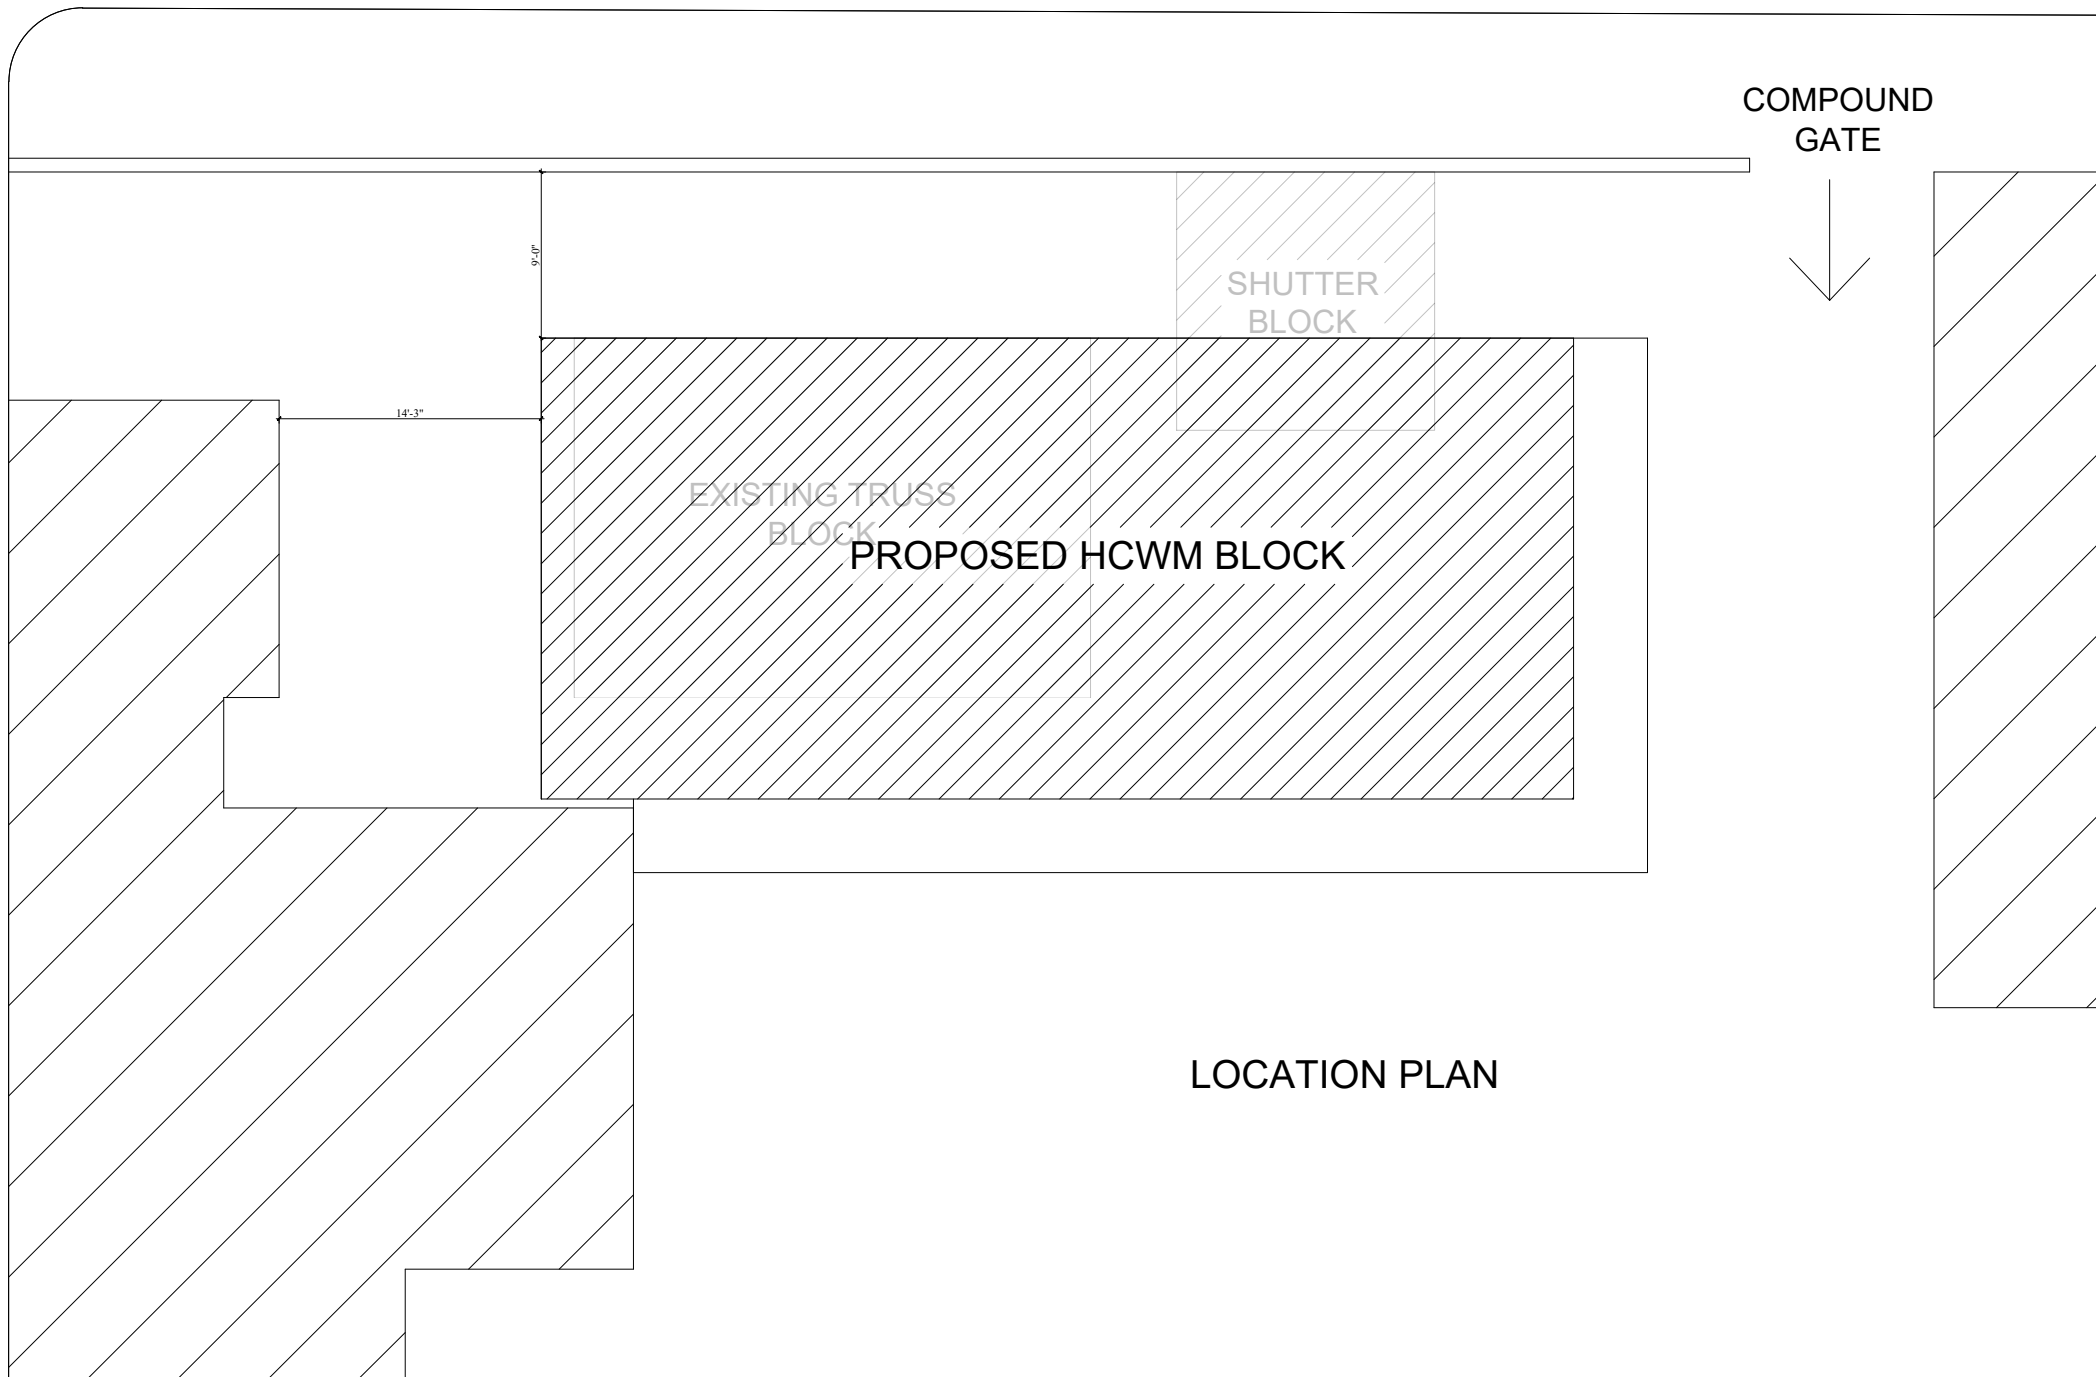 COMPOUND
GATE
9'-0"
SHUTTER
BLOCK
14'-3"
EXISTING TRUSS
BLOCK
PROPOSED HCWM BLOCK
LOCATION PLAN